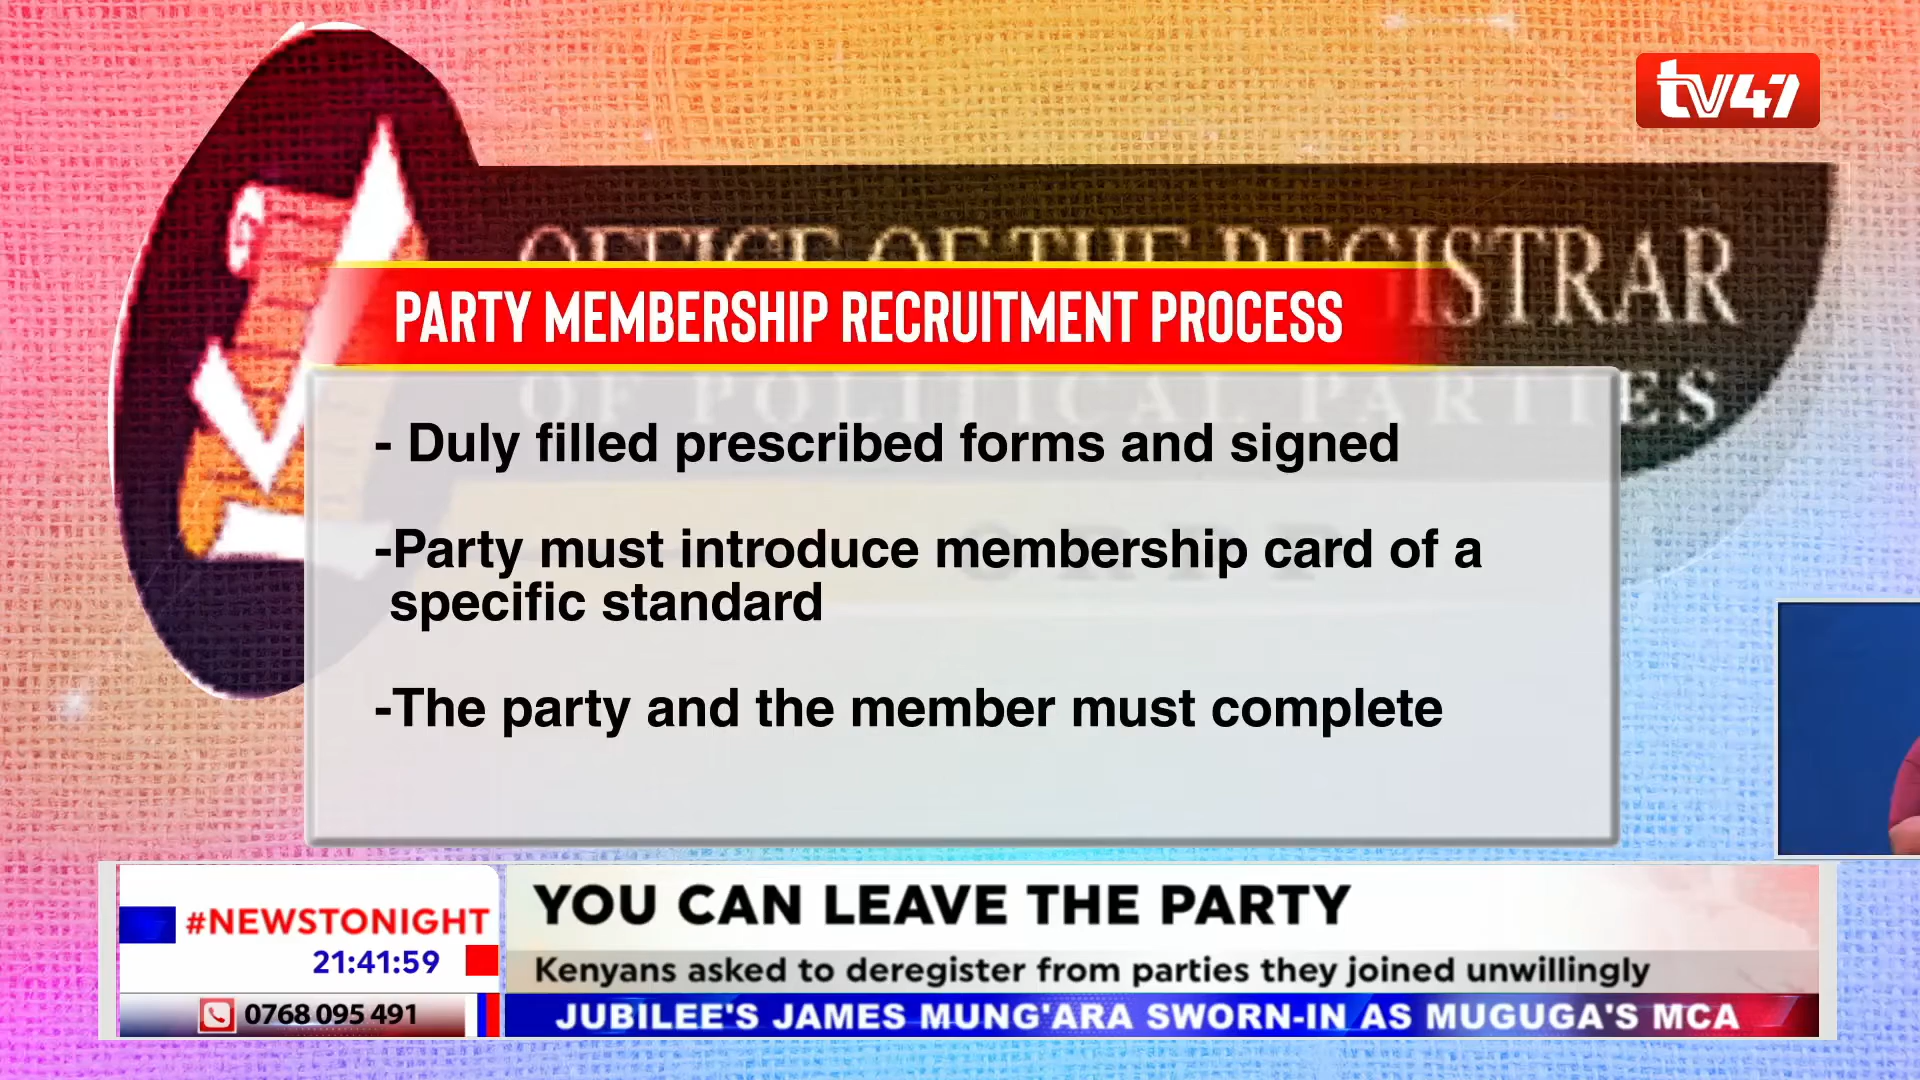 tv47
OFFICE OF THE REGISTRAR
PARTY MEMBERSHIP RECRUITMENT PROCESS
OF POLITICAL PARTIES
- Duly filled prescribed forms and signed
-Party must introduce membership card of a
specific standard
-The party and the member must complete
#NEWSTONIGHT
21:41:59
0768 095 491
YOU CAN LEAVE THE PARTY
Kenyans asked to deregister from parties they joined unwillingly
JUBILEE'S JAMES MUNG'ARA SWORN-IN AS MUGUGA'S MCA